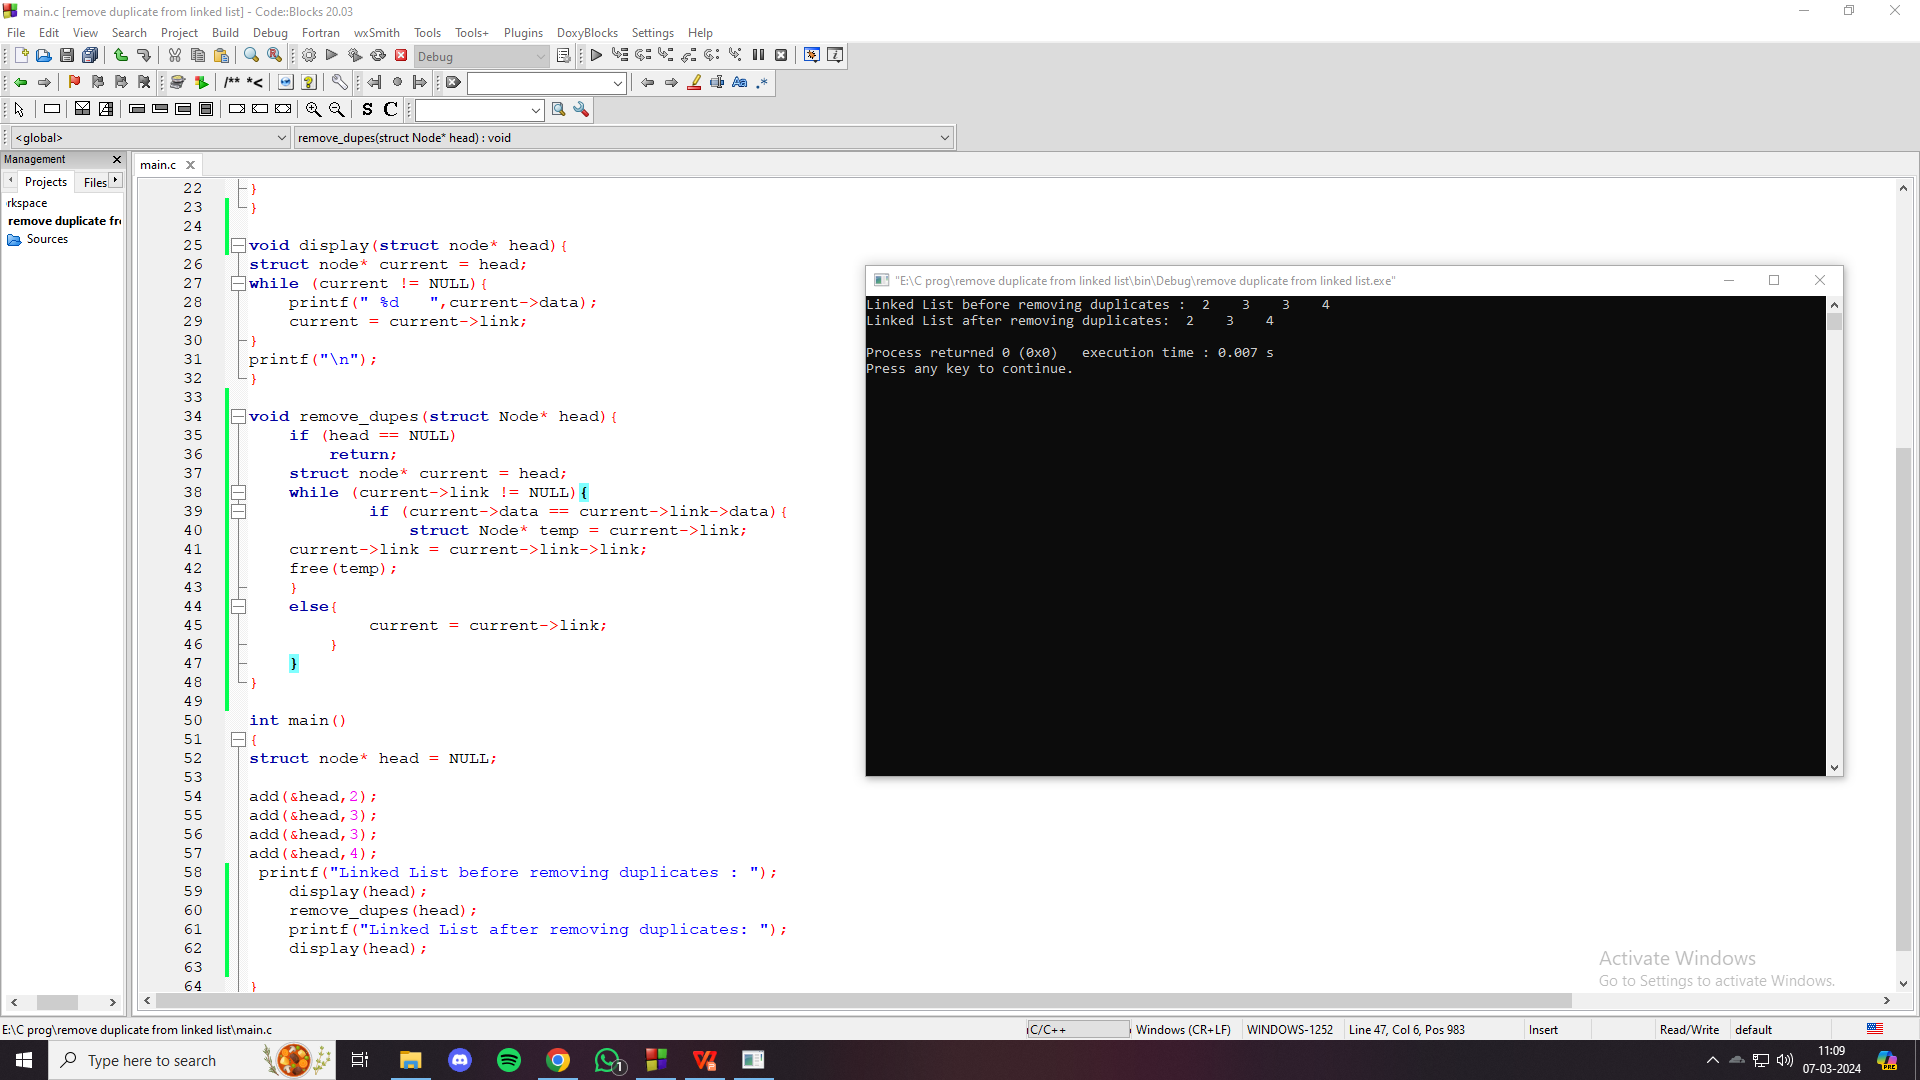 main.c [remove duplicate from linked list] - Code::Blocks 20.03
File Edit View Search Project Build Debug Fortran wxSmith Tools Tools+ Plugins DoxyBlocks Settings Help
Debug
/** *<
S C
<global> remove_dupes(struct Node* head) : void
Management
main.c
Projects Files
rkspace
remove duplicate fr
Sources
22 }
23 }
24
25 void display(struct node* head){
26 struct node* current = head;
27 while (current != NULL){
28 printf(" %d   ",current->data);
29 current = current->link;
30 }
31 printf("\n");
32 }
33
34 void remove_dupes(struct Node* head){
35 if (head == NULL)
36 return;
37 struct node* current = head;
38 while (current->link != NULL){
39 if (current->data == current->link->data){
40 struct Node* temp = current->link;
41 current->link = current->link->link;
42 free(temp);
43 }
44 else{
45 current = current->link;
46 }
47 }
48 }
49
50 int main()
51 {
52 struct node* head = NULL;
53
54 add(&head,2);
55 add(&head,3);
56 add(&head,3);
57 add(&head,4);
58 printf("Linked List before removing duplicates : ");
59 display(head);
60 remove_dupes(head);
61 printf("Linked List after removing duplicates: ");
62 display(head);
63
64 }
"E:\C prog\remove duplicate from linked list\bin\Debug\remove duplicate from linked list.exe"
Linked List before removing duplicates :  2    3    3    4
Linked List after removing duplicates:  2    3    4
Process returned 0 (0x0)   execution time : 0.007 s
Press any key to continue.
Activate Windows
Go to Settings to activate Windows.
E:\C prog\remove duplicate from linked list\main.c C/C++ Windows (CR+LF) WINDOWS-1252 Line 47, Col 6, Pos 983 Insert Read/Write default
Type here to search
1
11:09
07-03-2024
PRE